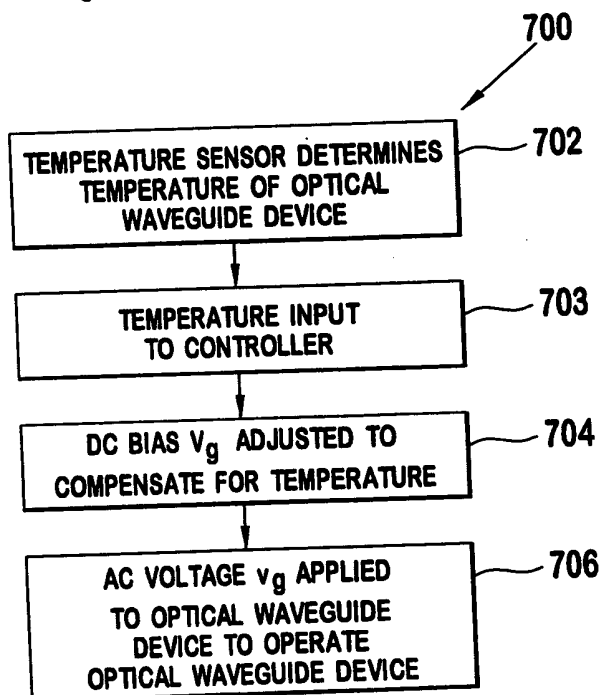 700
TEMPERATURE SENSOR DETERMINES
TEMPERATURE OF OPTICAL
WAVEGUIDE DEVICE
702
TEMPERATURE INPUT
TO CONTROLLER
703
DC BIAS Vg ADJUSTED TO
COMPENSATE FOR TEMPERATURE
704
AC VOLTAGE vg APPLIED
TO OPTICAL WAVEGUIDE
DEVICE TO OPERATE
OPTICAL WAVEGUIDE DEVICE
706